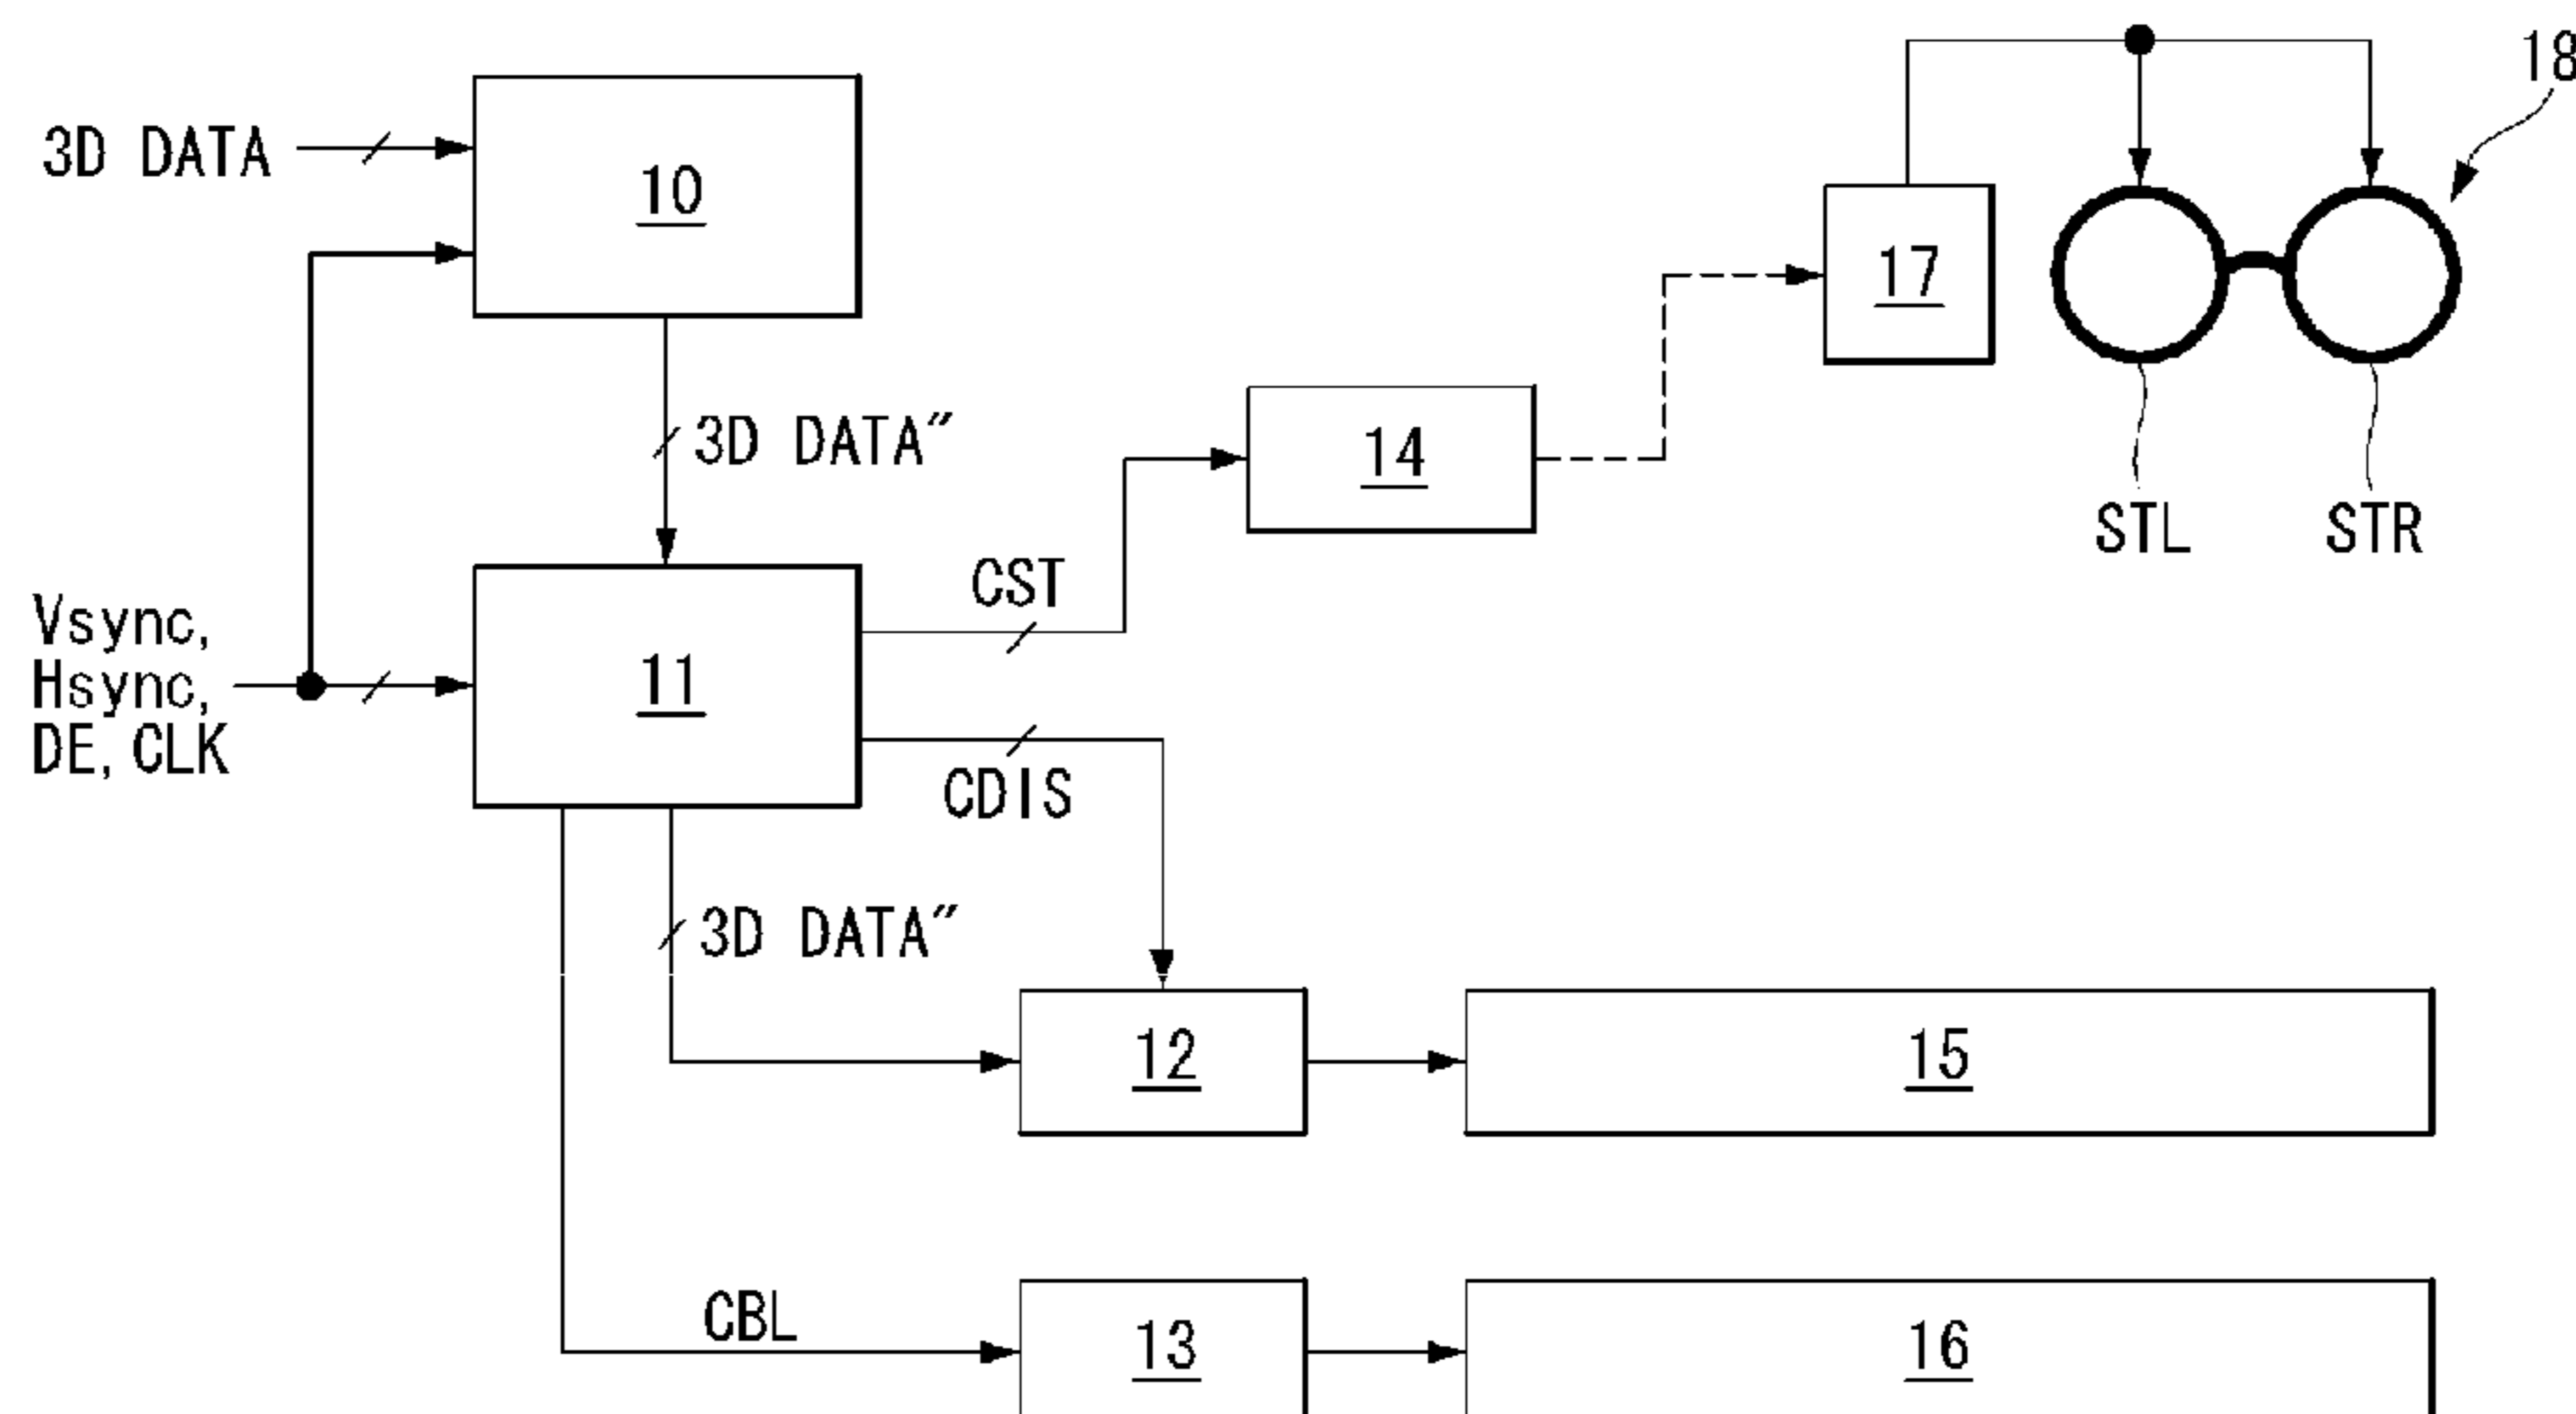 18
3D DATA
10
17
3D DATA″
14
STL
STR
CST
Vsync,
Hsync,
DE, CLK
11
CDIS
3D DATA″
12
15
CBL
13
16